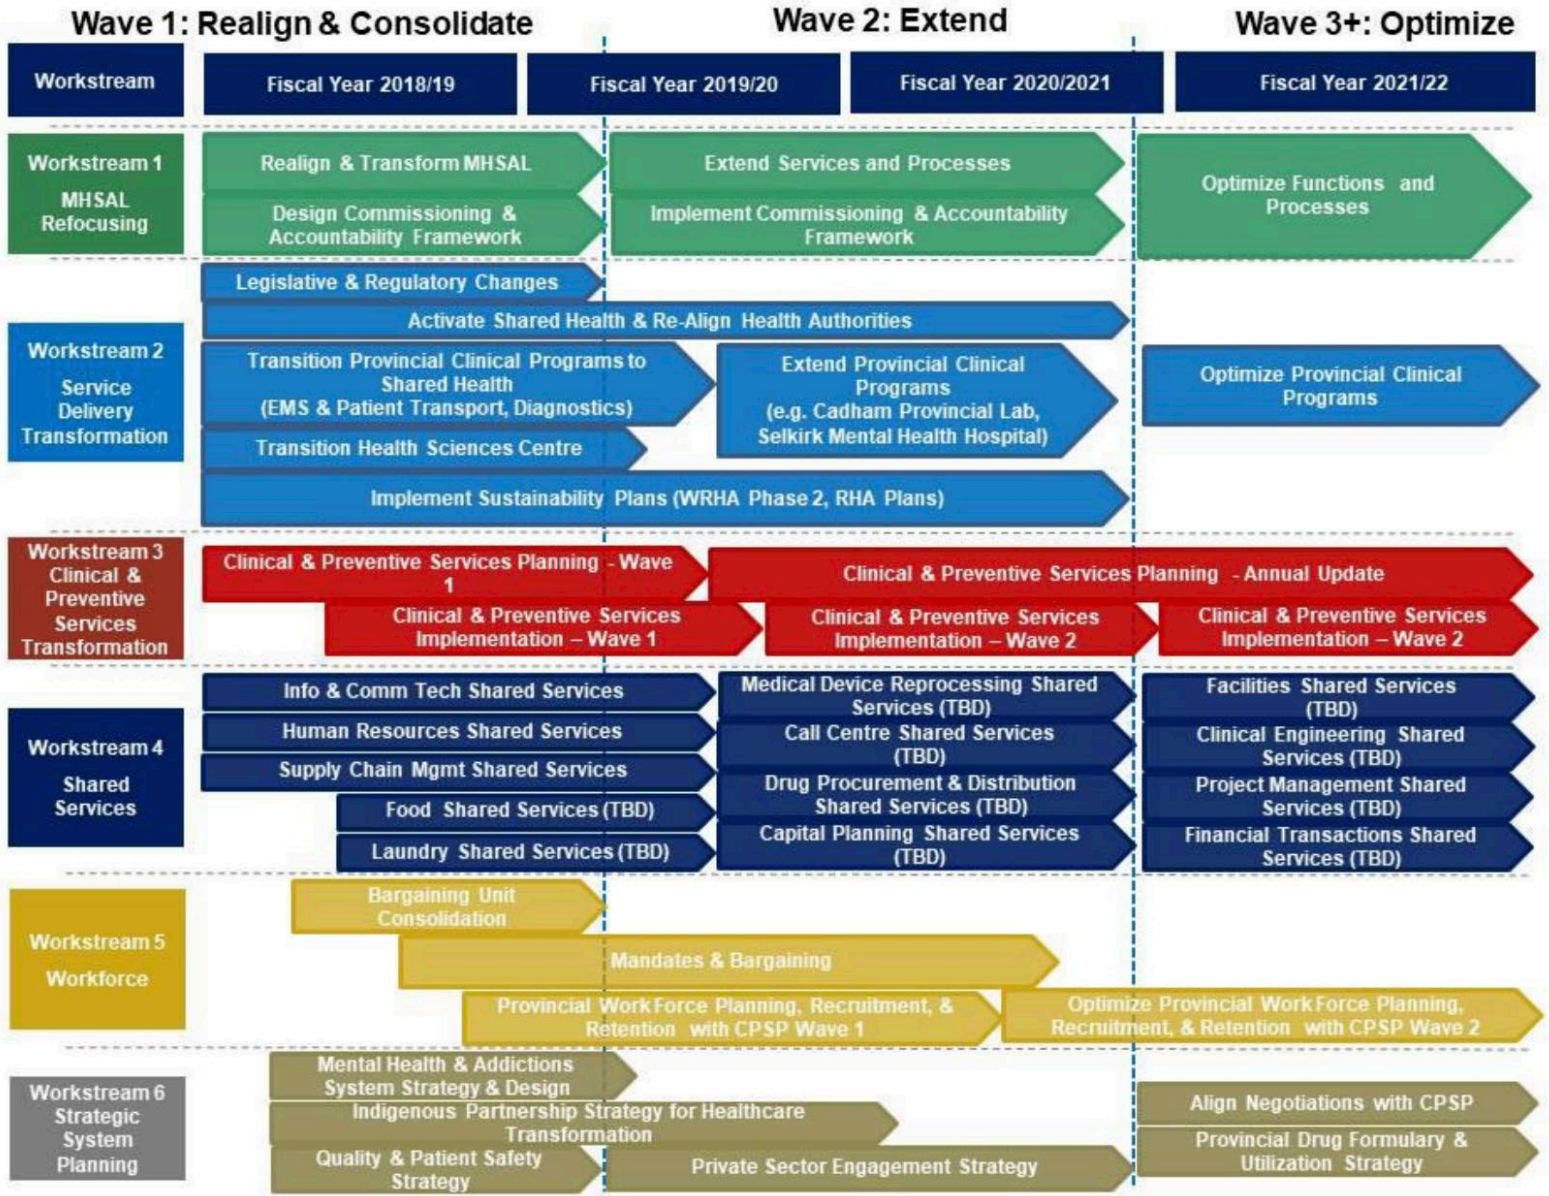 Wave 1: Realign & Consolidate
Wave 2: Extend
Wave 3+: Optimize
Workstream
Fiscal Year 2018/19
Fiscal Year 2019/20
Fiscal Year 2020/2021
Fiscal Year 2021/22
Workstream 1
MHSAL
Refocusing
Realign & Transform MHSAL
Extend Services and Processes
Optimize Functions and
Processes
Design Commissioning &
Accountability Framework
Implement Commissioning & Accountability
Framework
Workstream 2
Service
Delivery
Transformation
Legislative & Regulatory Changes
Activate Shared Health & Re-Align Health Authorities
Transition Provincial Clinical Programs to
Shared Health
(EMS & Patient Transport, Diagnostics)
Extend Provincial Clinical
Programs
(e.g. Cadham Provincial Lab,
Selkirk Mental Health Hospital)
Optimize Provincial Clinical
Programs
Transition Health Sciences Centre
Implement Sustainability Plans (WRHA Phase 2, RHA Plans)
Workstream 3
Clinical &
Preventive
Services
Transformation
Clinical & Preventive Services Planning - Wave
1
Clinical & Preventive Services Planning - Annual Update
Clinical & Preventive Services
Implementation – Wave 1
Clinical & Preventive Services
Implementation – Wave 2
Clinical & Preventive Services
Implementation – Wave 2
Workstream 4
Shared
Services
Info & Comm Tech Shared Services
Human Resources Shared Services
Supply Chain Mgmt Shared Services
Food Shared Services (TBD)
Laundry Shared Services (TBD)
Medical Device Reprocessing Shared
Services (TBD)
Call Centre Shared Services
(TBD)
Drug Procurement & Distribution
Shared Services (TBD)
Capital Planning Shared Services
(TBD)
Facilities Shared Services
(TBD)
Clinical Engineering Shared
Services (TBD)
Project Management Shared
Services (TBD)
Financial Transactions Shared
Services (TBD)
Workstream 5
Workforce
Bargaining Unit
Consolidation
Mandates & Bargaining
Provincial WorkForce Planning, Recruitment, &
Retention with CPSP Wave 1
Optimize Provincial WorkForce Planning,
Recruitment, & Retention with CPSP Wave 2
Workstream 6
Strategic
System
Planning
Mental Health & Addictions
System Strategy & Design
Indigenous Partnership Strategy for Healthcare
Transformation
Quality & Patient Safety
Strategy
Private Sector Engagement Strategy
Align Negotiations with CPSP
Provincial Drug Formulary &
Utilization Strategy